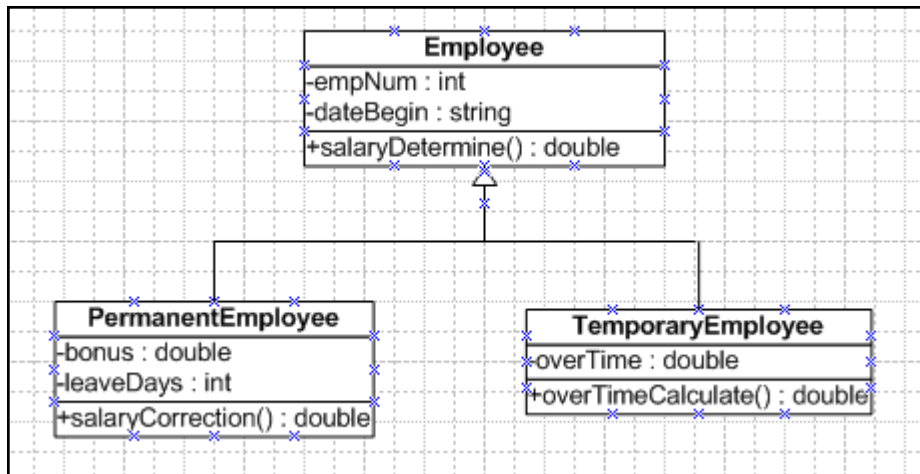 Employee
-empNum : int
-dateBegin : string
+salaryDetermine() : double
PermanentEmployee
-bonus : double
-leaveDays : int
+salaryCorrection() : double
TemporaryEmployee
-overTime : double
+overTimeCalculate() : double